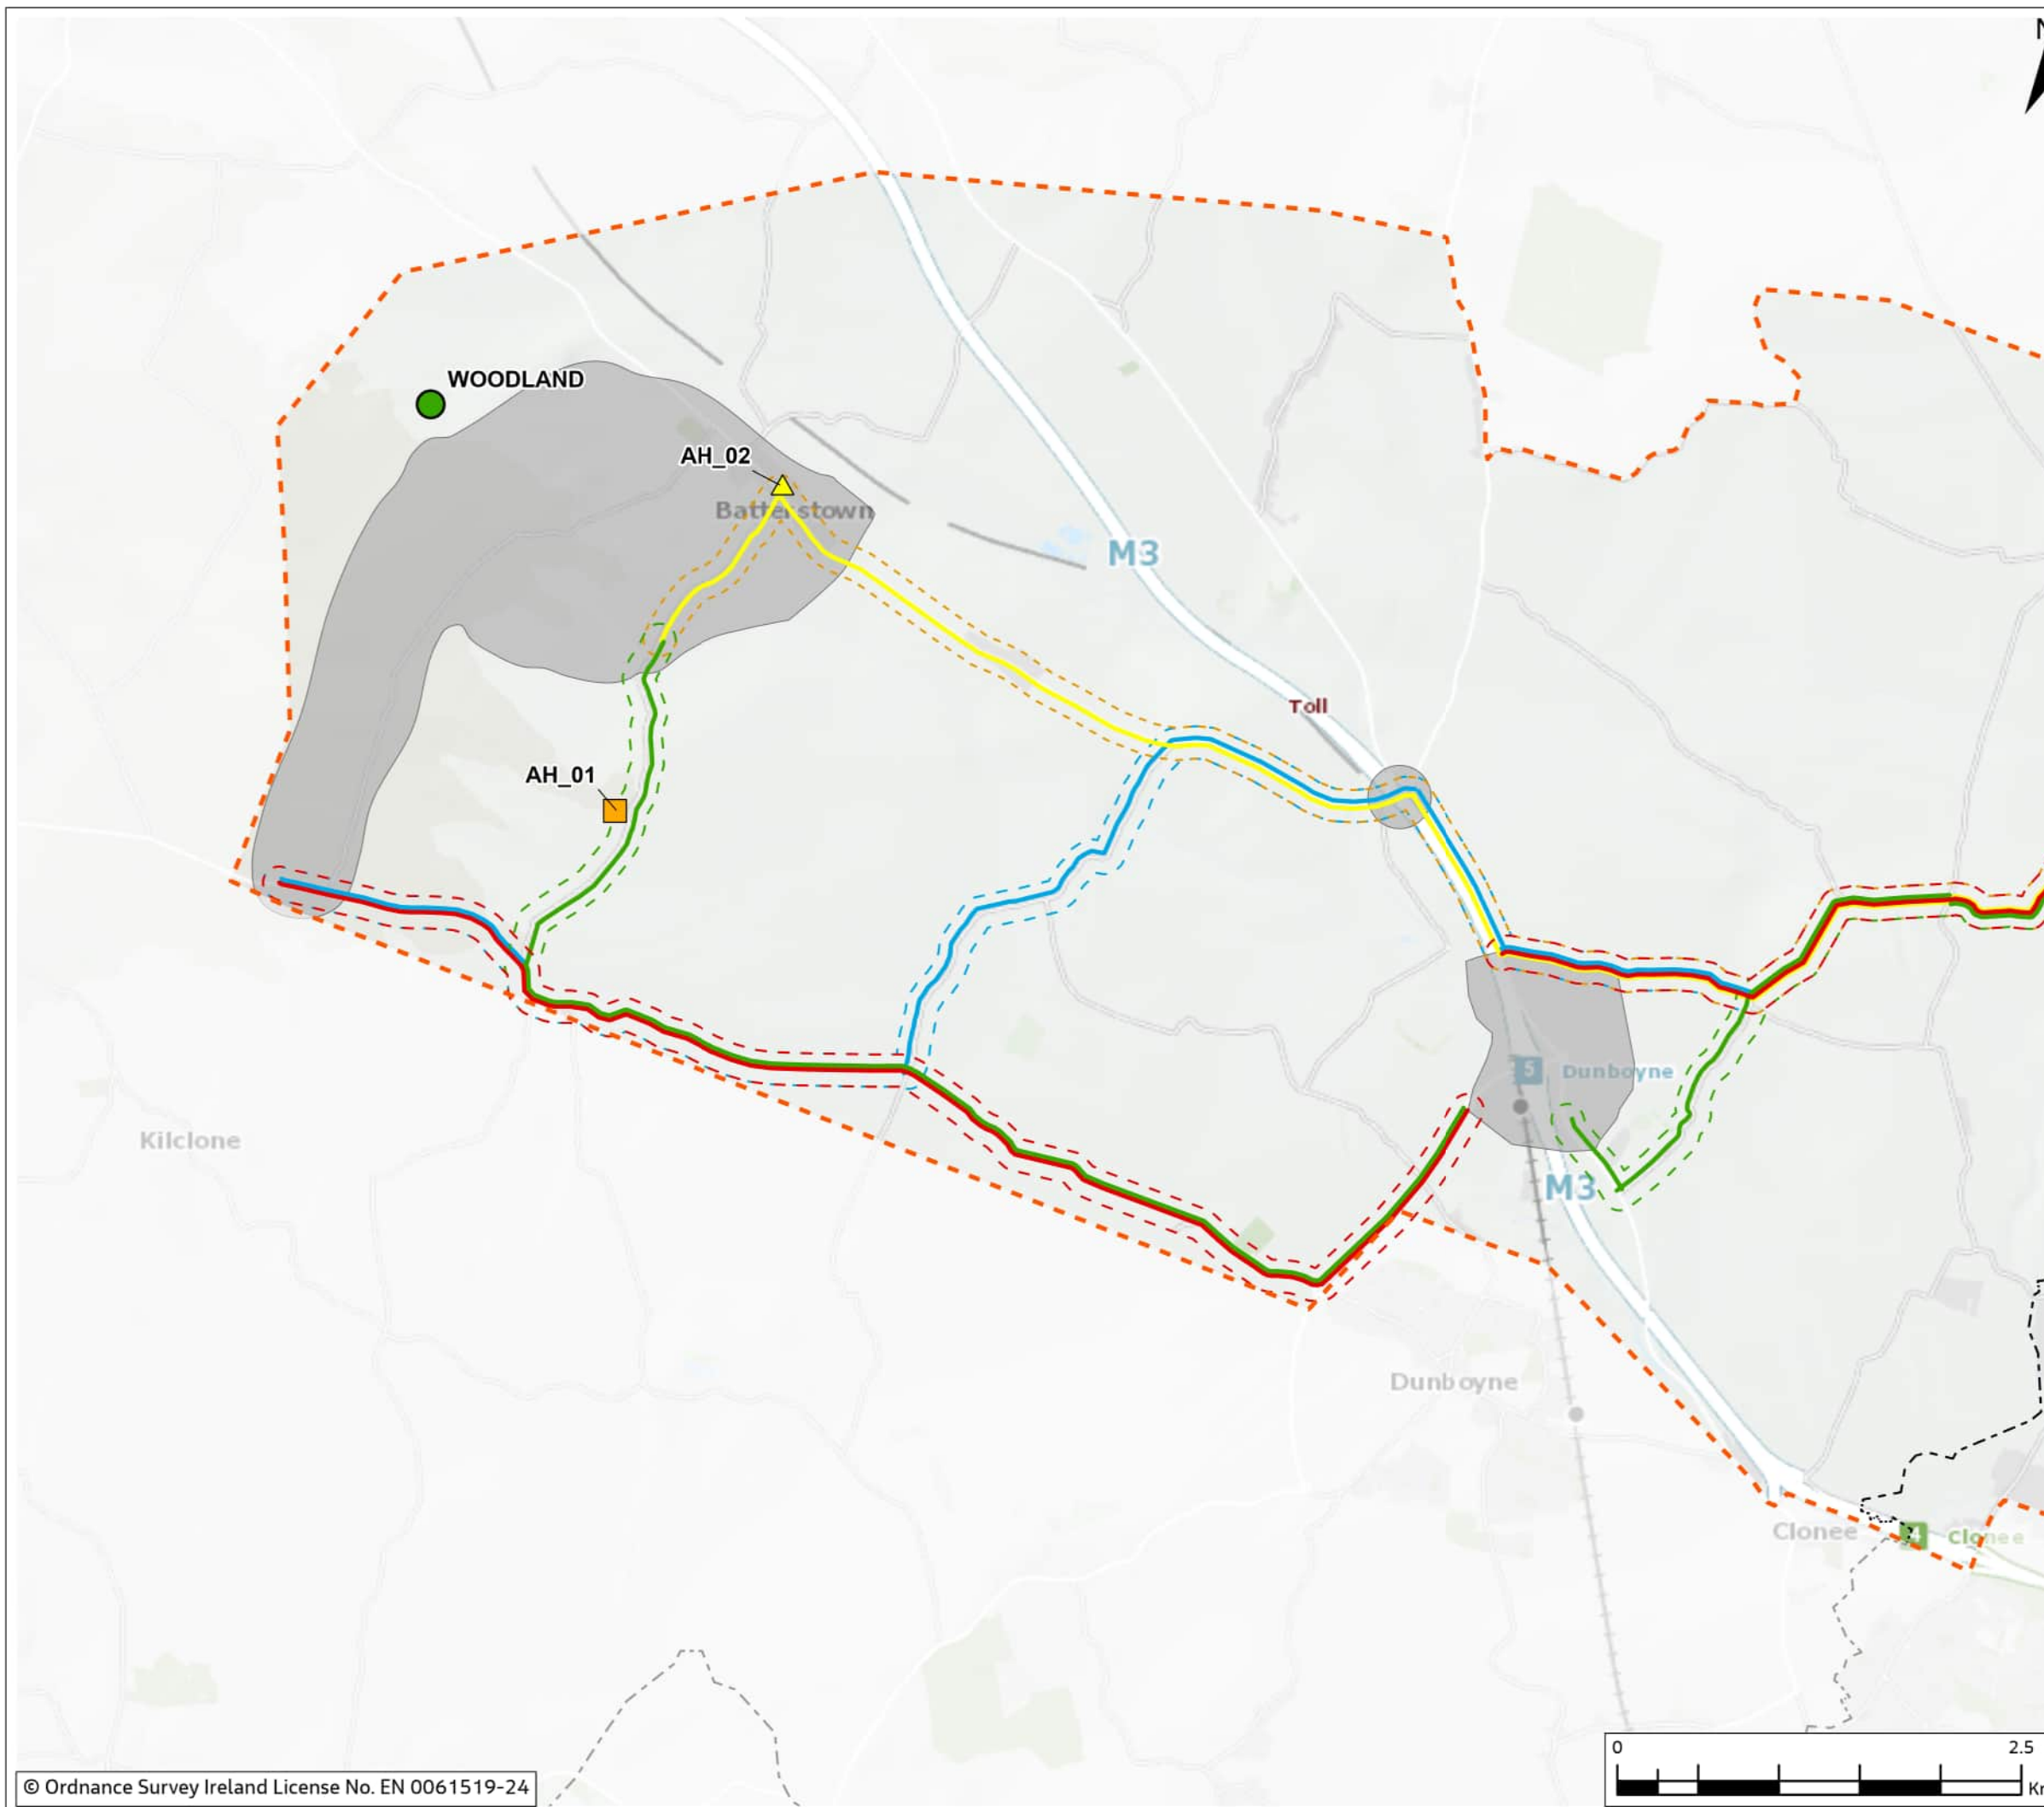 N
WOODLAND
AH_02
Batterstown
M3
Toll
AH_01
5 Dunboyne
Kilclone
M3
Dunboyne
Clonee
4 Clonee
0 2.5
© Ordnance Survey Ireland License No. EN 0061519-24